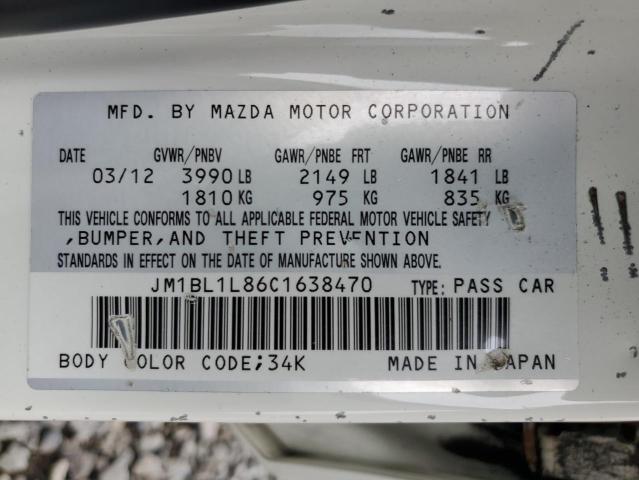 MFD. BY MAZDA MOTOR CORPORATION
DATE GVWR/PNBV GAWR/PNBE FRT GAWR/PNBE RR
03/12 3990 LB 2149 LB 1841 LB
1810 KG 975 KG 835 KG
THIS VEHICLE CONFORMS TO ALL APPLICABLE FEDERAL MOTOR VEHICLE SAFETY
,BUMPER,AND THEFT PREVENTION
STANDARDS IN EFFECT ON THE DATE OF MANUFACTURE SHOWN ABOVE.
JM1BL1L86C1638470 TYPE: PASS CAR
BODY COLOR CODE;34K MADE IN JAPAN